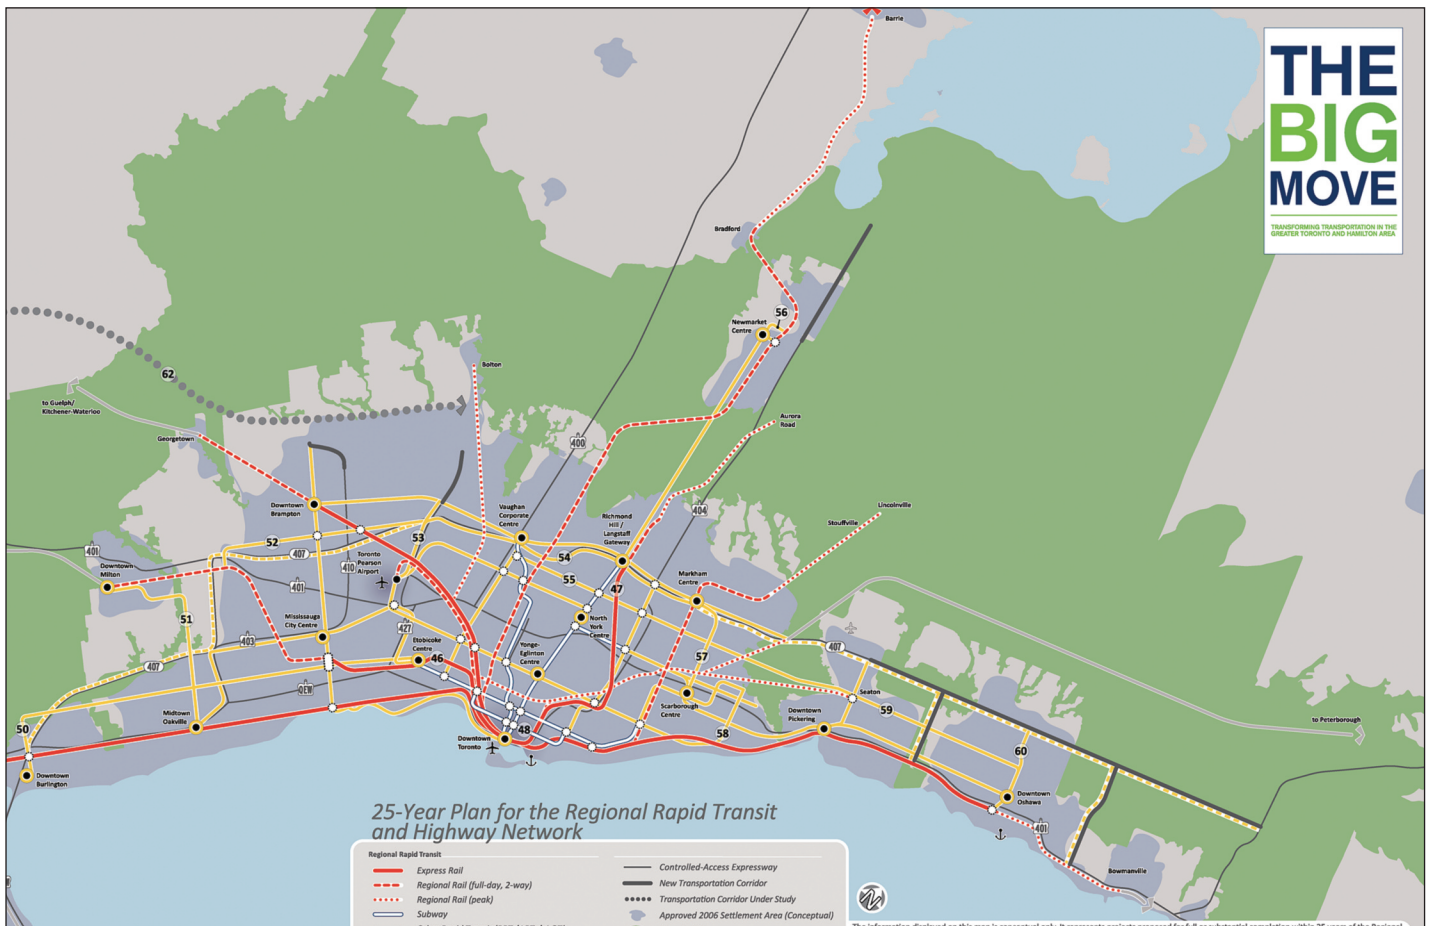 Barrie
THE
BIG
MOVE
TRANSFORMING TRANSPORTATION IN THE
GREATER TORONTO AND HAMILTON AREA
Bradford
56
Newmarket
Centre
62
Bolton
to Guelph/
Kitchener-Waterloo
Aurora
Road
Georgetown
400
Downtown
Brampton
Vaughan
Corporate
Centre
Richmond
Hill /
Langstaff
Gateway
404
Lincolnville
Stouffville
401
52
407
53
54
Toronto
Pearson
Airport
410
Downtown
Milton
401
55
47
Markham
Centre
51
Mississauga
City Centre
427
North
York
Centre
403
Etobicoke
Centre
46
Yonge-
Eglinton
Centre
57
407
407
QEW
Seaton
Scarborough
Centre
Midtown
Oakville
Downtown
Pickering
59
to Peterborough
50
48
58
Downtown
Toronto
60
Downtown
Burlington
Downtown
Oshawa
401
Bowmanville
25-Year Plan for the Regional Rapid Transit
and Highway Network
Regional Rapid Transit
Express Rail
Regional Rail (full-day, 2-way)
Regional Rail (peak)
Subway
Controlled-Access Expressway
New Transportation Corridor
Transportation Corridor Under Study
Approved 2006 Settlement Area (Conceptual)